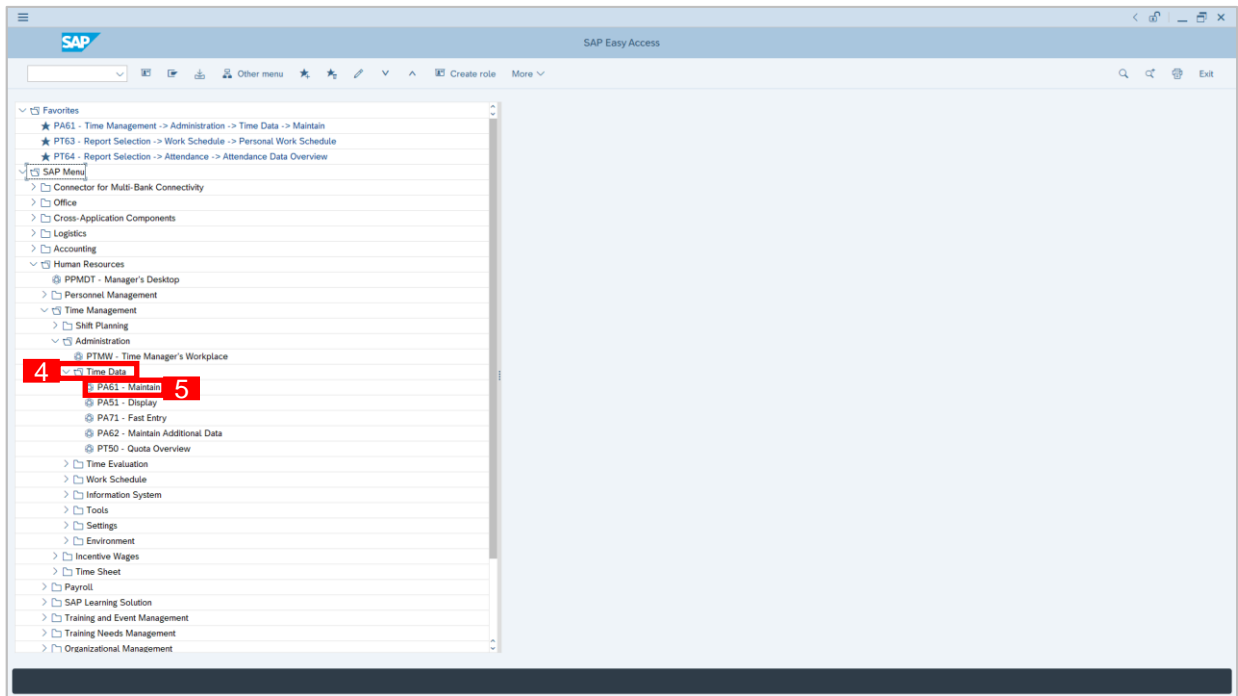 SAP
SAP Easy Access
Other menu
Create role
More
Exit
Favorites
PA61 - Time Management -> Administration -> Time Data -> Maintain
PT63 - Report Selection -> Work Schedule -> Personal Work Schedule
PT64 - Report Selection -> Attendance -> Attendance Data Overview
SAP Menu
Connector for Multi-Bank Connectivity
Office
Cross-Application Components
Logistics
Accounting
Human Resources
PPMDT - Manager's Desktop
Personnel Management
Time Management
Shift Planning
Administration
PTMW - Time Manager's Workplace
4 Time Data
PA61 - Maintain 5
PA51 - Display
PA71 - Fast Entry
PA62 - Maintain Additional Data
PT50 - Quota Overview
Time Evaluation
Work Schedule
Information System
Tools
Settings
Environment
Incentive Wages
Time Sheet
Payroll
SAP Learning Solution
Training and Event Management
Training Needs Management
Organizational Management